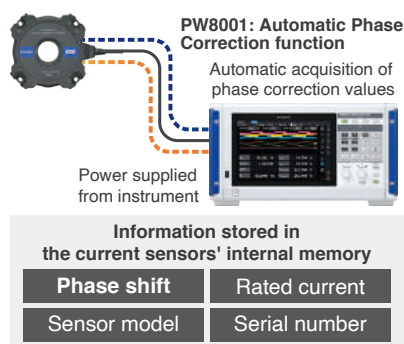 PW8001: Automatic Phase
Correction function
Automatic acquisition of
phase correction values
Power supplied
from instrument
Information stored in
the current sensors' internal memory
Phase shift
Rated current
Sensor model
Serial number